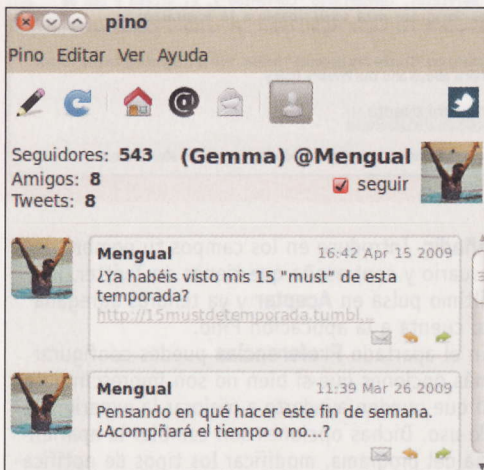 pino
Pino Editar Ver Ayuda
@
Seguidores: 543 (Gemma) @Mengual
Amigos: 8 seguir
Tweets: 8
Mengual 16:42 Apr 15 2009
¿Ya habéis visto mis 15 "must" de esta
temporada?
http://15mustdetemporada.tumbl...
Mengual 11:39 Mar 26 2009
Pensando en qué hacer este fin de semana.
¿Acompñará el tiempo o no...?